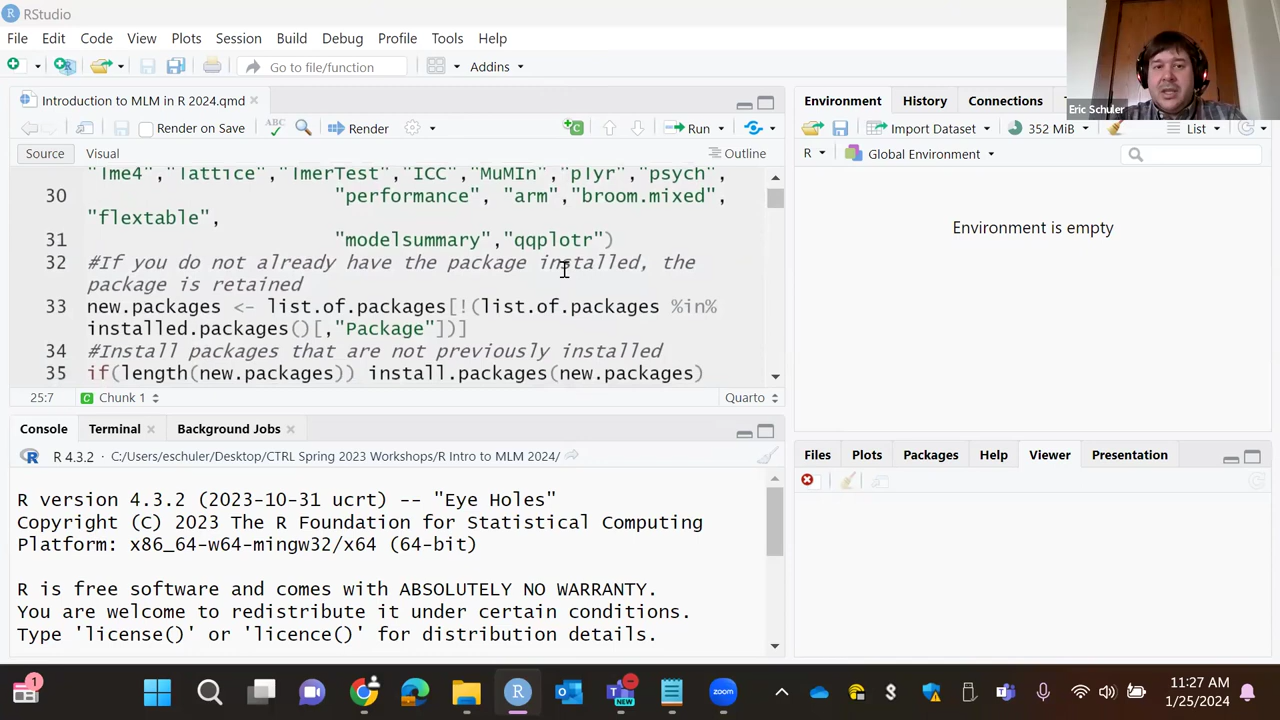 RStudio
File Edit Code View Plots Session Build Debug Profile Tools Help
Go to file/function Addins
Eric Schuler
Introduction to MLM in R 2024.qmd
Render on Save Render Run
Source Visual Outline
"lme4","lattice","lmerTest","ICC","MuMIn","plyr","psych",
30 "performance", "arm","broom.mixed",
"flextable",
31 "modelsummary","qqplotr")
32 #If you do not already have the package installed, the
package is retained
33 new.packages <- list.of.packages[!(list.of.packages %in%
installed.packages()[,"Package"])]
34 #Install packages that are not previously installed
35 if(length(new.packages)) install.packages(new.packages)
25:7 Chunk 1 Quarto
Console Terminal Background Jobs
R 4.3.2 · C:/Users/eschuler/Desktop/CTRL Spring 2023 Workshops/R Intro to MLM 2024/
R version 4.3.2 (2023-10-31 ucrt) -- "Eye Holes"
Copyright (C) 2023 The R Foundation for Statistical Computing
Platform: x86_64-w64-mingw32/x64 (64-bit)
R is free software and comes with ABSOLUTELY NO WARRANTY.
You are welcome to redistribute it under certain conditions.
Type 'license()' or 'licence()' for distribution details.
Environment History Connections
Import Dataset 352 MiB List
R Global Environment
Environment is empty
Files Plots Packages Help Viewer Presentation
1 NEW zoom
11:27 AM
1/25/2024